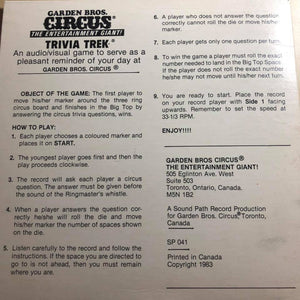 GARDEN BROS.
CIRCUS®
THE ENTERTAINMENT GIANT!
TRIVIA TREK®
An audio/visual game to serve as a
pleasant reminder of your day at
GARDEN BROS. CIRCUS ®
OBJECT OF THE GAME: The first player to
move his/her marker around the three ring
circus board and finishes in the Big Top by
answering the circus trivia questions, wins.
HOW TO PLAY:
1. Each player chooses a coloured marker and
places it on START.
2. The youngest player goes first and then the
play proceeds clockwise.
3. The record will ask each player a circus
question. The answer must be given before
the sound of the Ringmaster's whistle.
4. When a player answers the question cor-
rectly he/she will roll the die and move
his/her marker the number of spaces shown
on the die.
5. Listen carefully to the record and follow the
instructions. If the space you are directed to
go to is not ahead, then you must remain
where you are.
6. A player who does not answer the question
correctly cannot roll the die or move his/her
marker.
7. Each player gets only one question per turn.
8. To win the game a player must roll the exact
number needed to land in the Big Top Space.
If the player does not roll the exact number
he/she may not move until his/her next turn.
9. You are ready to start. Place the record on
your record player with Side 1 facing
upwards. Remember to set the speed at
33-1/3 RPM.
ENJOY!!!!
GARDEN BROS CIRCUS®
THE ENTERTAINMENT GIANT!
505 Eglinton Ave. West
Suite 503
Toronto, Ontario, Canada.
M5N 1B2
A Sound Path Record Production
for Garden Bros. Circus® Toronto,
Canada.
SP 041
Printed in Canada
Copyright 1983